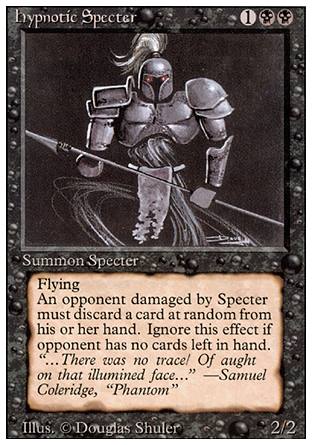 Hypnotic Specter 1
Summon Specter
Flying
An opponent damaged by Specter
must discard a card at random from
his or her hand. Ignore this effect if
opponent has no cards left in hand.
"...There was no trace! Of aught
on that illumined face..." —Samuel
Coleridge, "Phantom"
Illus. © Douglas Shuler 2/2